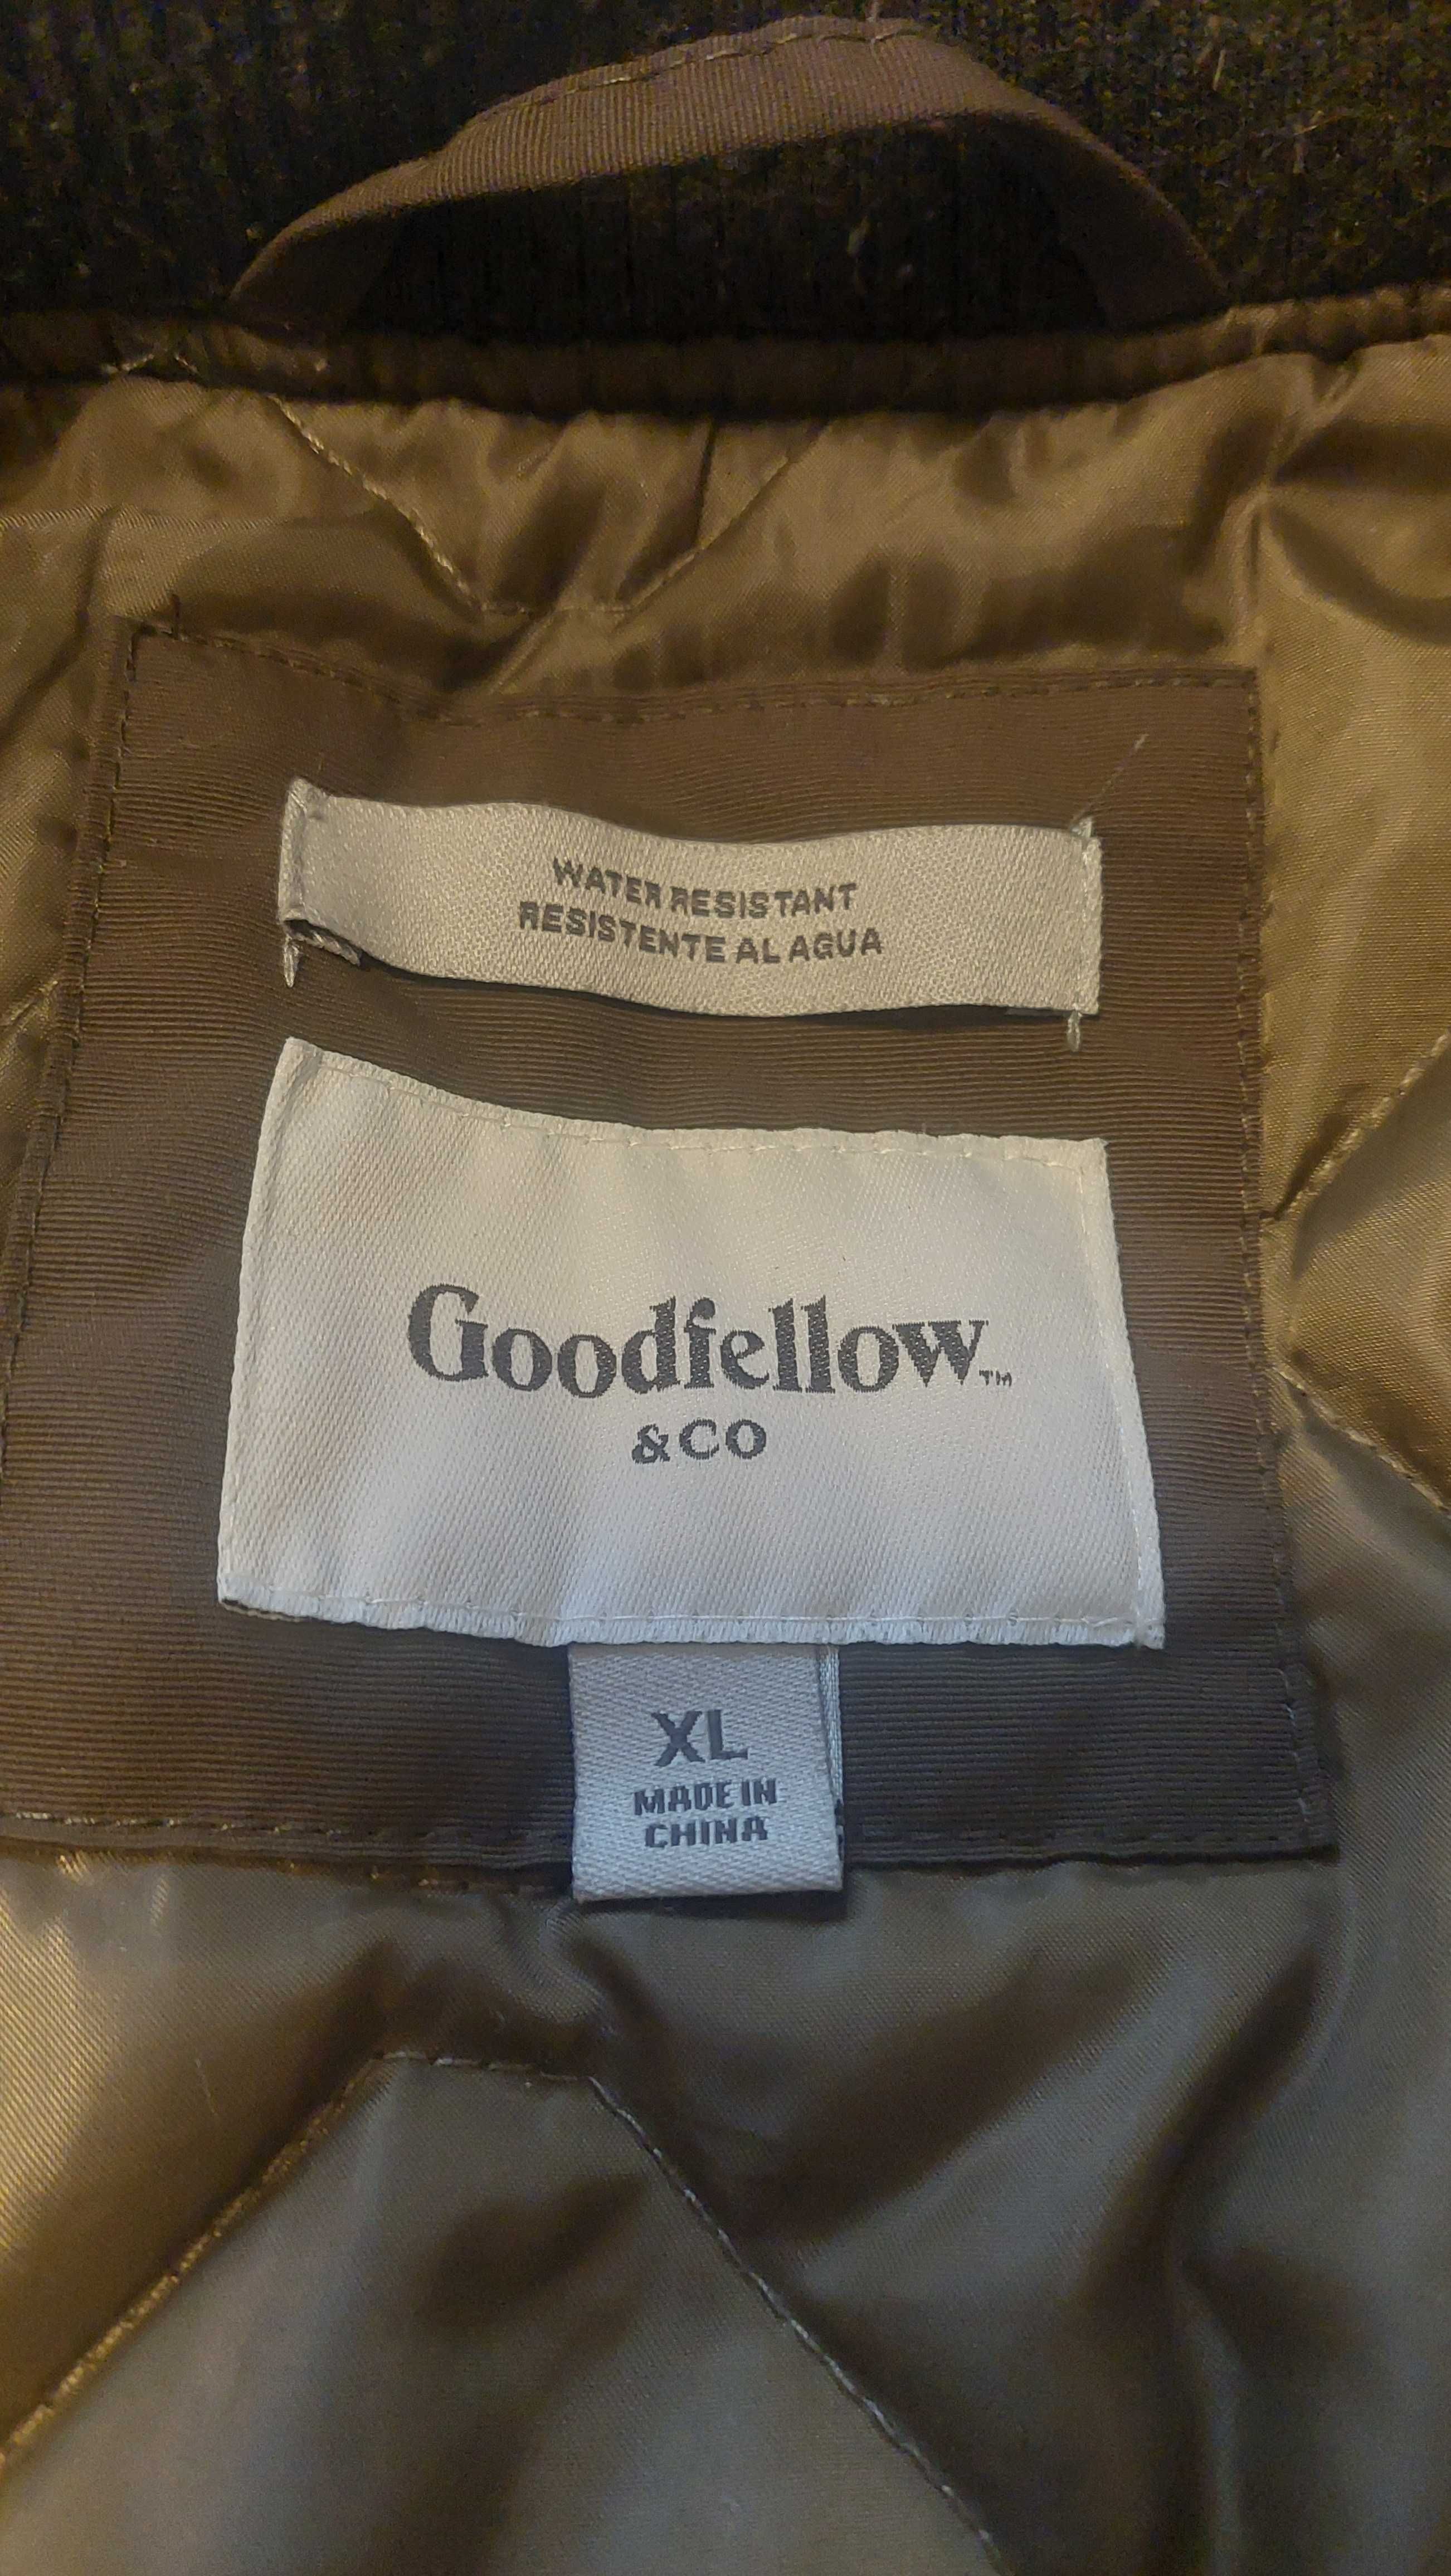 WATER RESISTANT
RESISTENTE AL AGUA
Goodfellow™
&CO
XL
MADE IN
CHINA